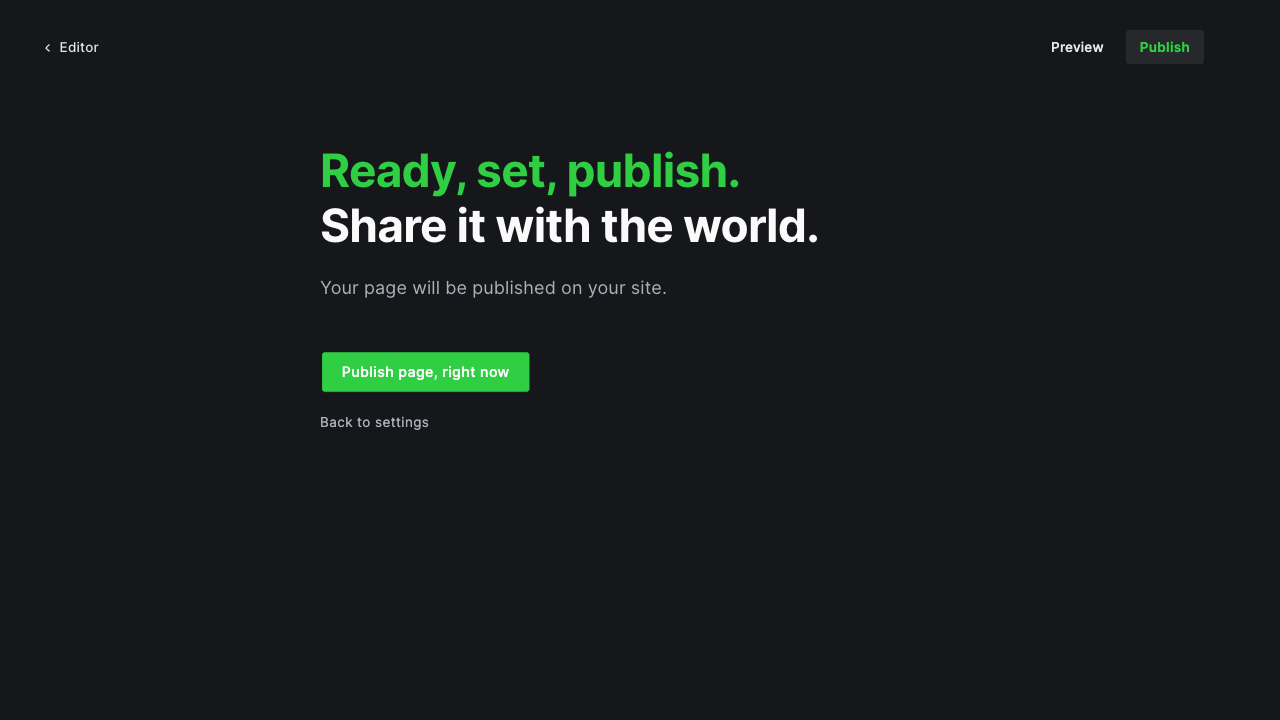 Editor
Preview
Publish
Ready, set, publish.
Share it with the world.
Your page will be published on your site.
Publish page, right now
Back to settings